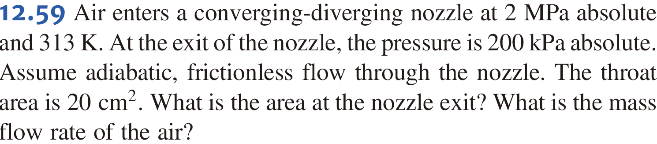 12.59 Air enters a converging-diverging nozzle at 2 MPa absolute
and 313 K. At the exit of the nozzle, the pressure is 200 kPa absolute.
Assume adiabatic, frictionless flow through the nozzle. The throat
area is 20 cm². What is the area at the nozzle exit? What is the mass
flow rate of the air?